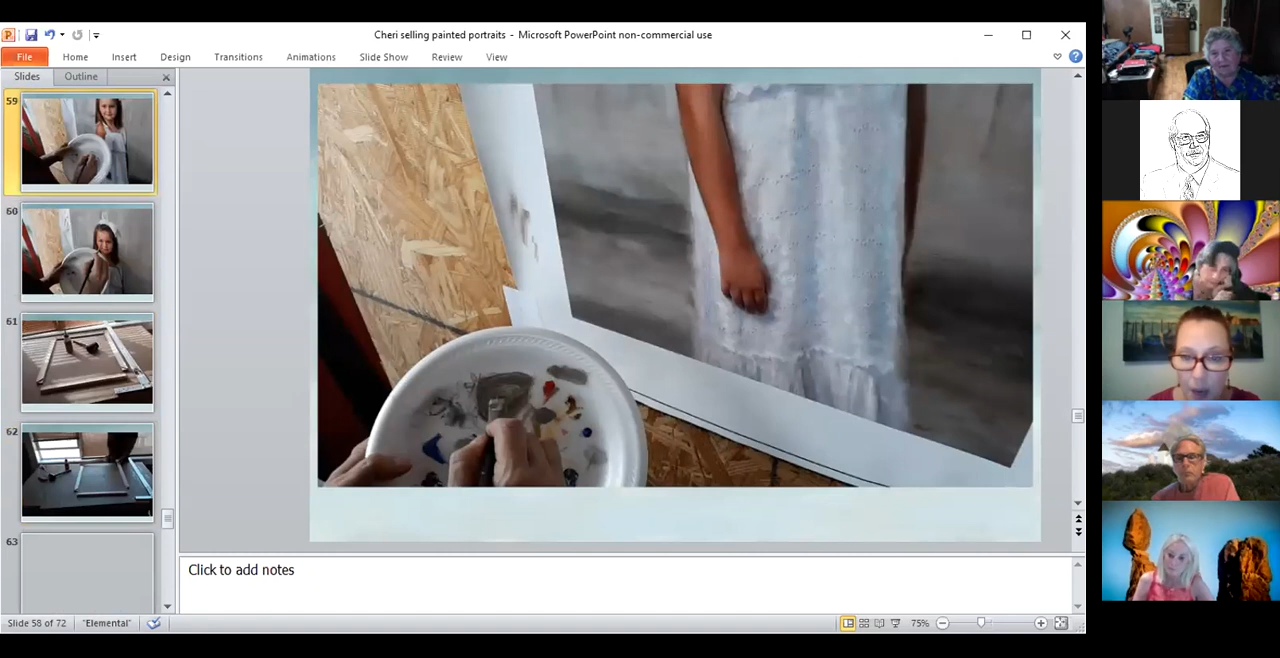 Cheri selling painted portraits - Microsoft PowerPoint non-commercial use
File Home Insert Design Transitions Animations Slide Show Review View
Slides Outline
59
60
61
62
63
Click to add notes
Slide 58 of 72 "Elemental" 75%